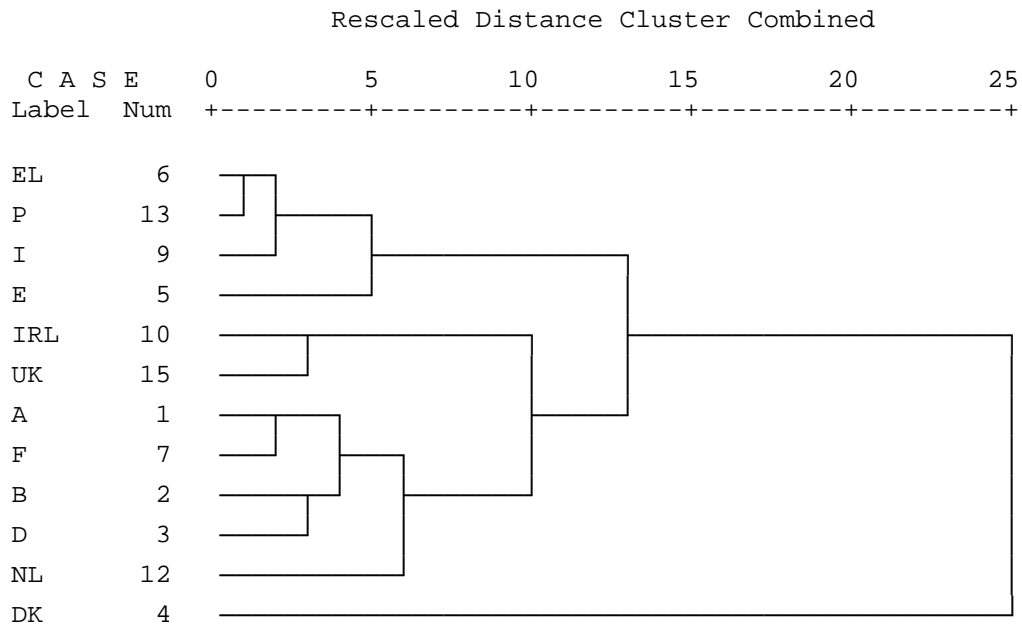 Rescaled Distance Cluster Combined
C A S E 0 5 10 15 20 25
Label Num +---------+---------+---------+---------+---------+
EL 6
P 13
I 9
E 5
IRL 10
UK 15
A 1
F 7
B 2
D 3
NL 12
DK 4